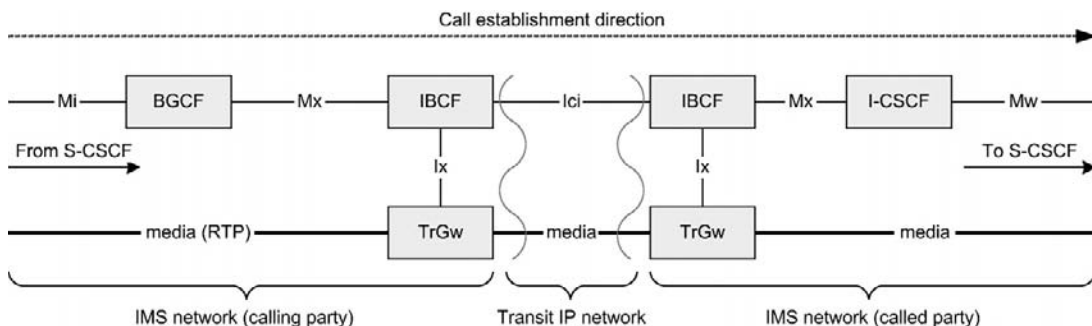 Call establishment direction
Mi BGCF Mx IBCF Ici IBCF Mx I-CSCF Mw
From S-CSCF Ix Ix To S-CSCF
media (RTP) TrGw media TrGw media
IMS network (calling party) Transit IP network IMS network (called party)